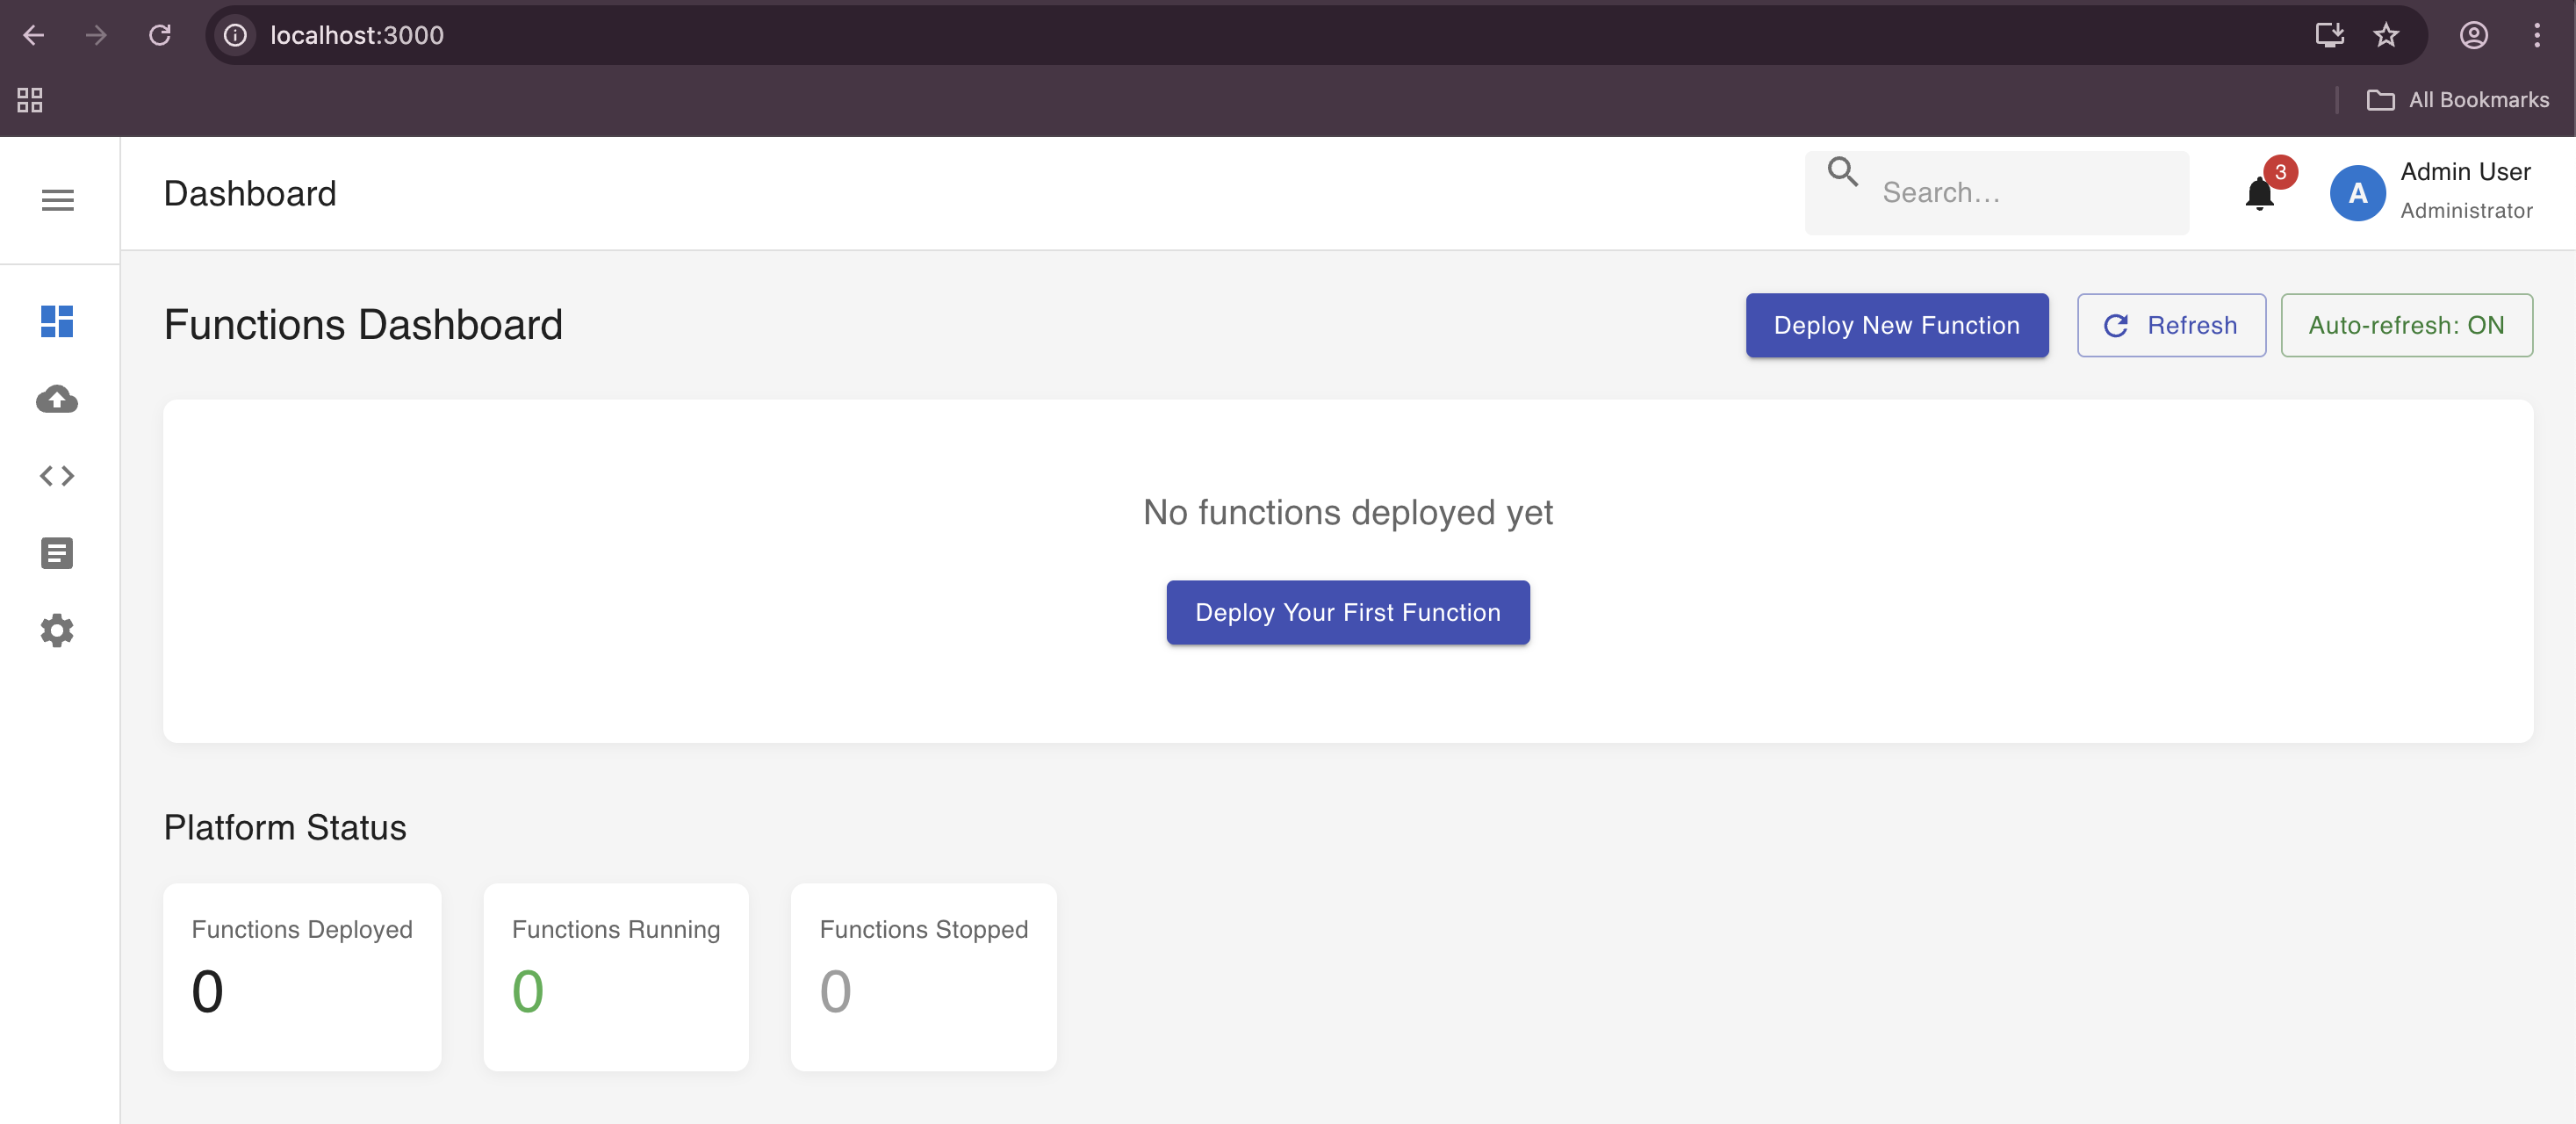 localhost:3000
All Bookmarks
Dashboard
Search...
3
A
Admin User
Administrator
Functions Dashboard
Deploy New Function
Refresh
Auto-refresh: ON
No functions deployed yet
Deploy Your First Function
Platform Status
Functions Deployed
0
Functions Running
0
Functions Stopped
0